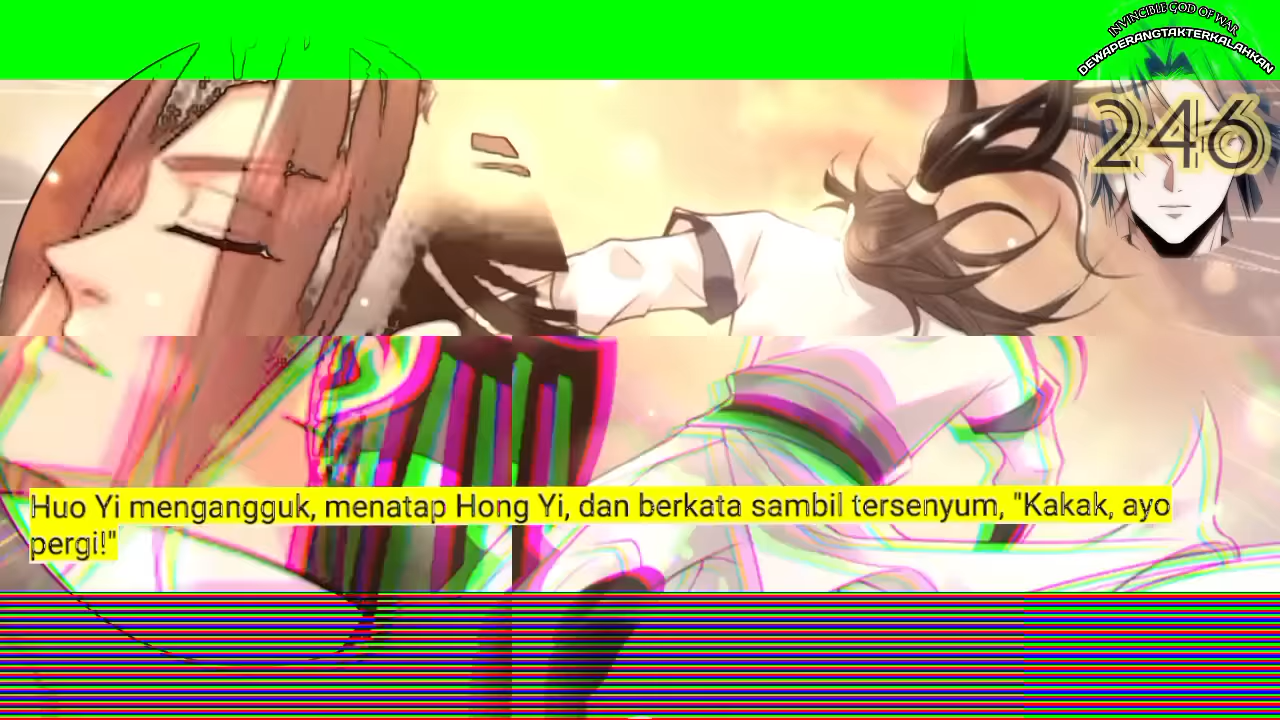 INVINCIBLE GOD OF WAR
DEWAPERANGTAKTERKALAHKAN
246
Huo Yi mengangguk, menatap Hong Yi, dan berkata sambil tersenyum, "Kakak, ayo
pergi!"